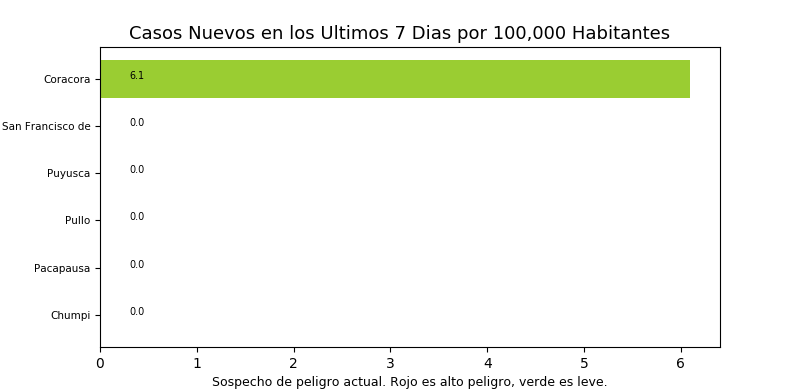 Casos Nuevos en los Ultimos 7 Dias por 100,000 Habitantes
Coracora 6.1
San Francisco de 0.0
Puyusca 0.0
Pullo 0.0
Pacapausa 0.0
Chumpi 0.0
0 1 2 3 4 5 6
Sospecho de peligro actual. Rojo es alto peligro, verde es leve.